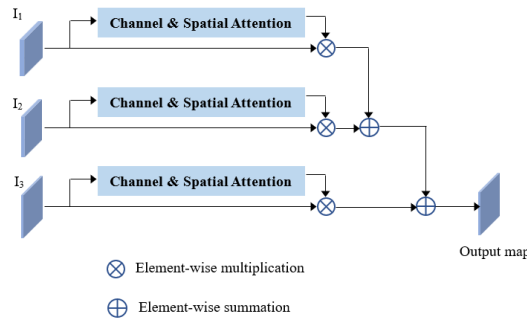 I1
Channel & Spatial Attention
I2
Channel & Spatial Attention
I3
Channel & Spatial Attention
Output map
Element-wise multiplication
Element-wise summation